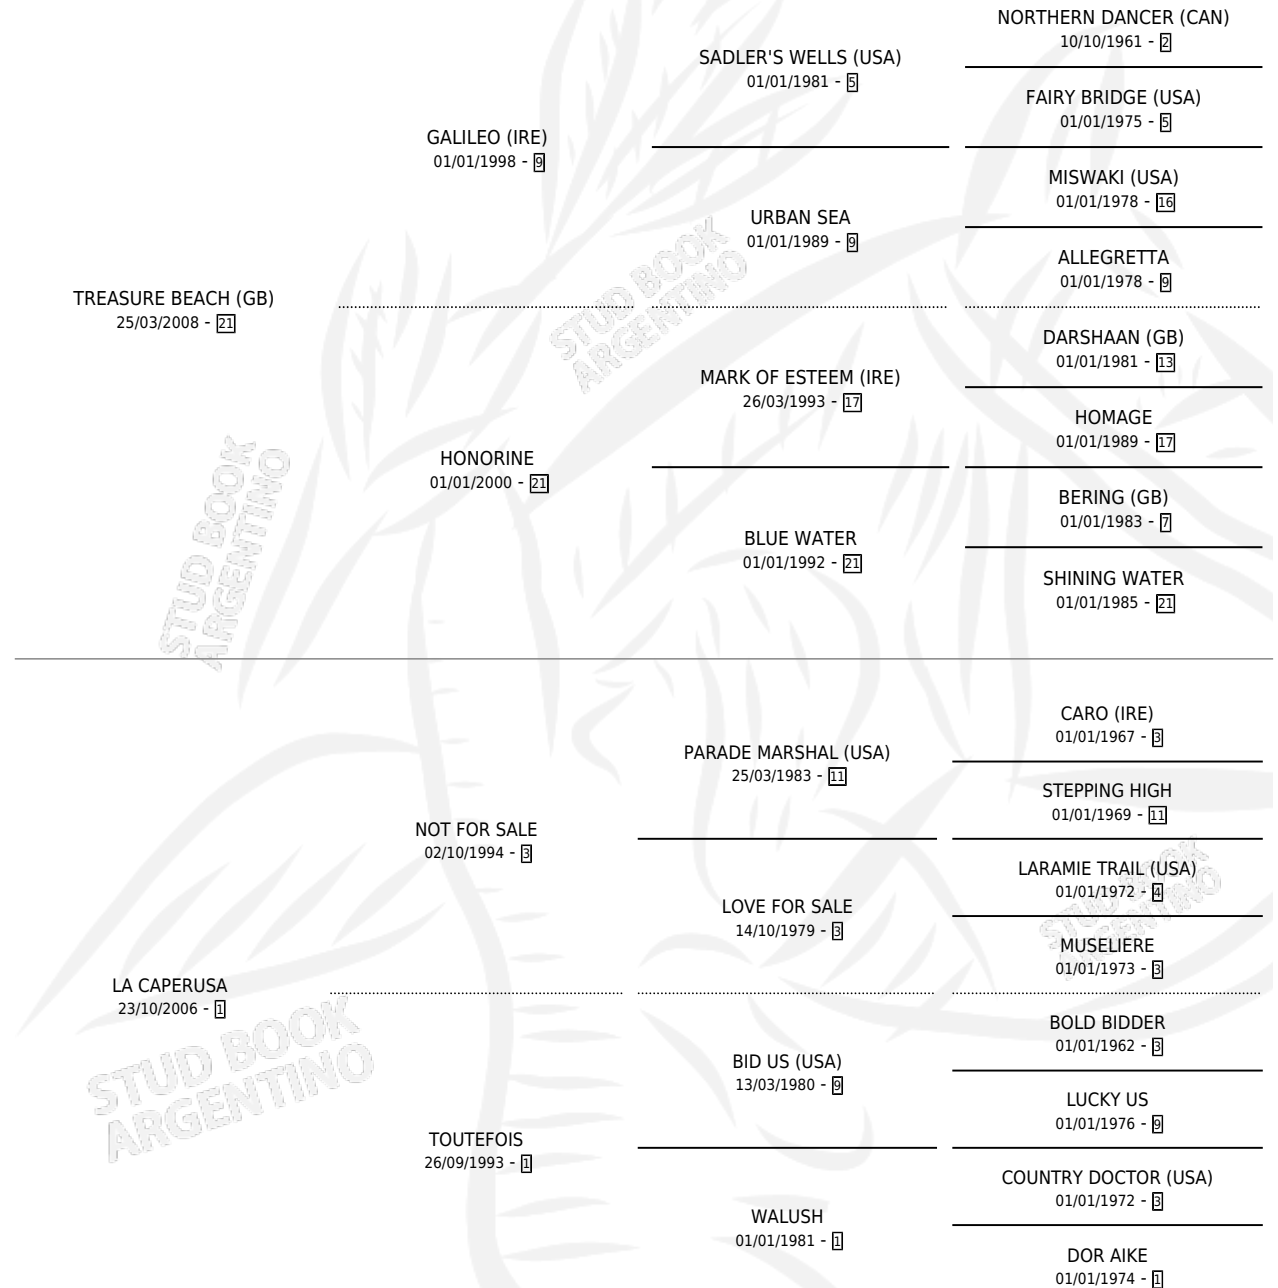 NORTHERN DANCER (CAN)
10/10/1961 - 2
SADLER'S WELLS (USA)
01/01/1981 - 5
FAIRY BRIDGE (USA)
01/01/1975 - 5
GALILEO (IRE)
01/01/1998 - 9
MISWAKI (USA)
01/01/1978 - 16
URBAN SEA
01/01/1989 - 9
ALLEGRETTA
01/01/1978 - 9
TREASURE BEACH (GB)
25/03/2008 - 21
STUD BOOK
ARGENTINO
DARSHAAN (GB)
01/01/1981 - 13
MARK OF ESTEEM (IRE)
26/03/1993 - 17
HOMAGE
01/01/1989 - 17
HONORINE
01/01/2000 - 21
BERING (GB)
01/01/1983 - 7
BLUE WATER
01/01/1992 - 21
SHINING WATER
01/01/1985 - 21
STUD BOOK
ARGENTINO
CARO (IRE)
01/01/1967 - 3
PARADE MARSHAL (USA)
25/03/1983 - 11
STEPPING HIGH
01/01/1969 - 11
NOT FOR SALE
02/10/1994 - 3
LARAMIE TRAIL (USA)
01/01/1972 - 4
LOVE FOR SALE
14/10/1979 - 3
MUSELIERE
01/01/1973 - 3
STUD BOOK
ARGENTINO
LA CAPERUSA
23/10/2006 - 1
BOLD BIDDER
01/01/1962 - 3
BID US (USA)
13/03/1980 - 9
LUCKY US
01/01/1976 - 9
STUD BOOK
ARGENTINO
TOUTEFOIS
26/09/1993 - 1
COUNTRY DOCTOR (USA)
01/01/1972 - 3
WALUSH
01/01/1981 - 1
DOR AIKE
01/01/1974 - 1